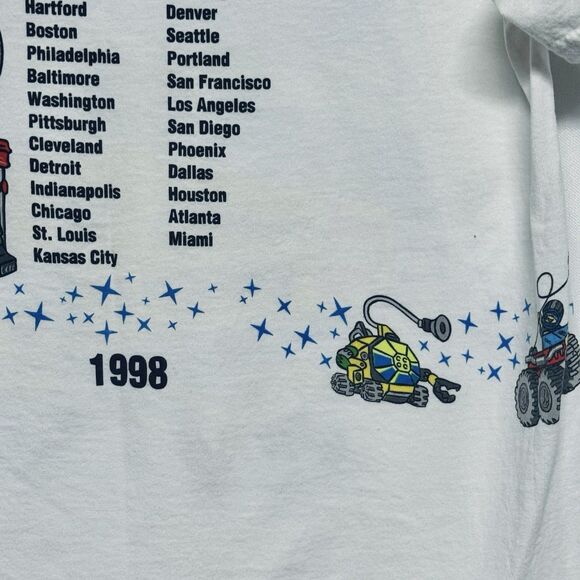 Hartford
Boston
Philadelphia
Baltimore
Washington
Pittsburgh
Cleveland
Detroit
Indianapolis
Chicago
St. Louis
Kansas City
Denver
Seattle
Portland
San Francisco
Los Angeles
San Diego
Phoenix
Dallas
Houston
Atlanta
Miami
1998